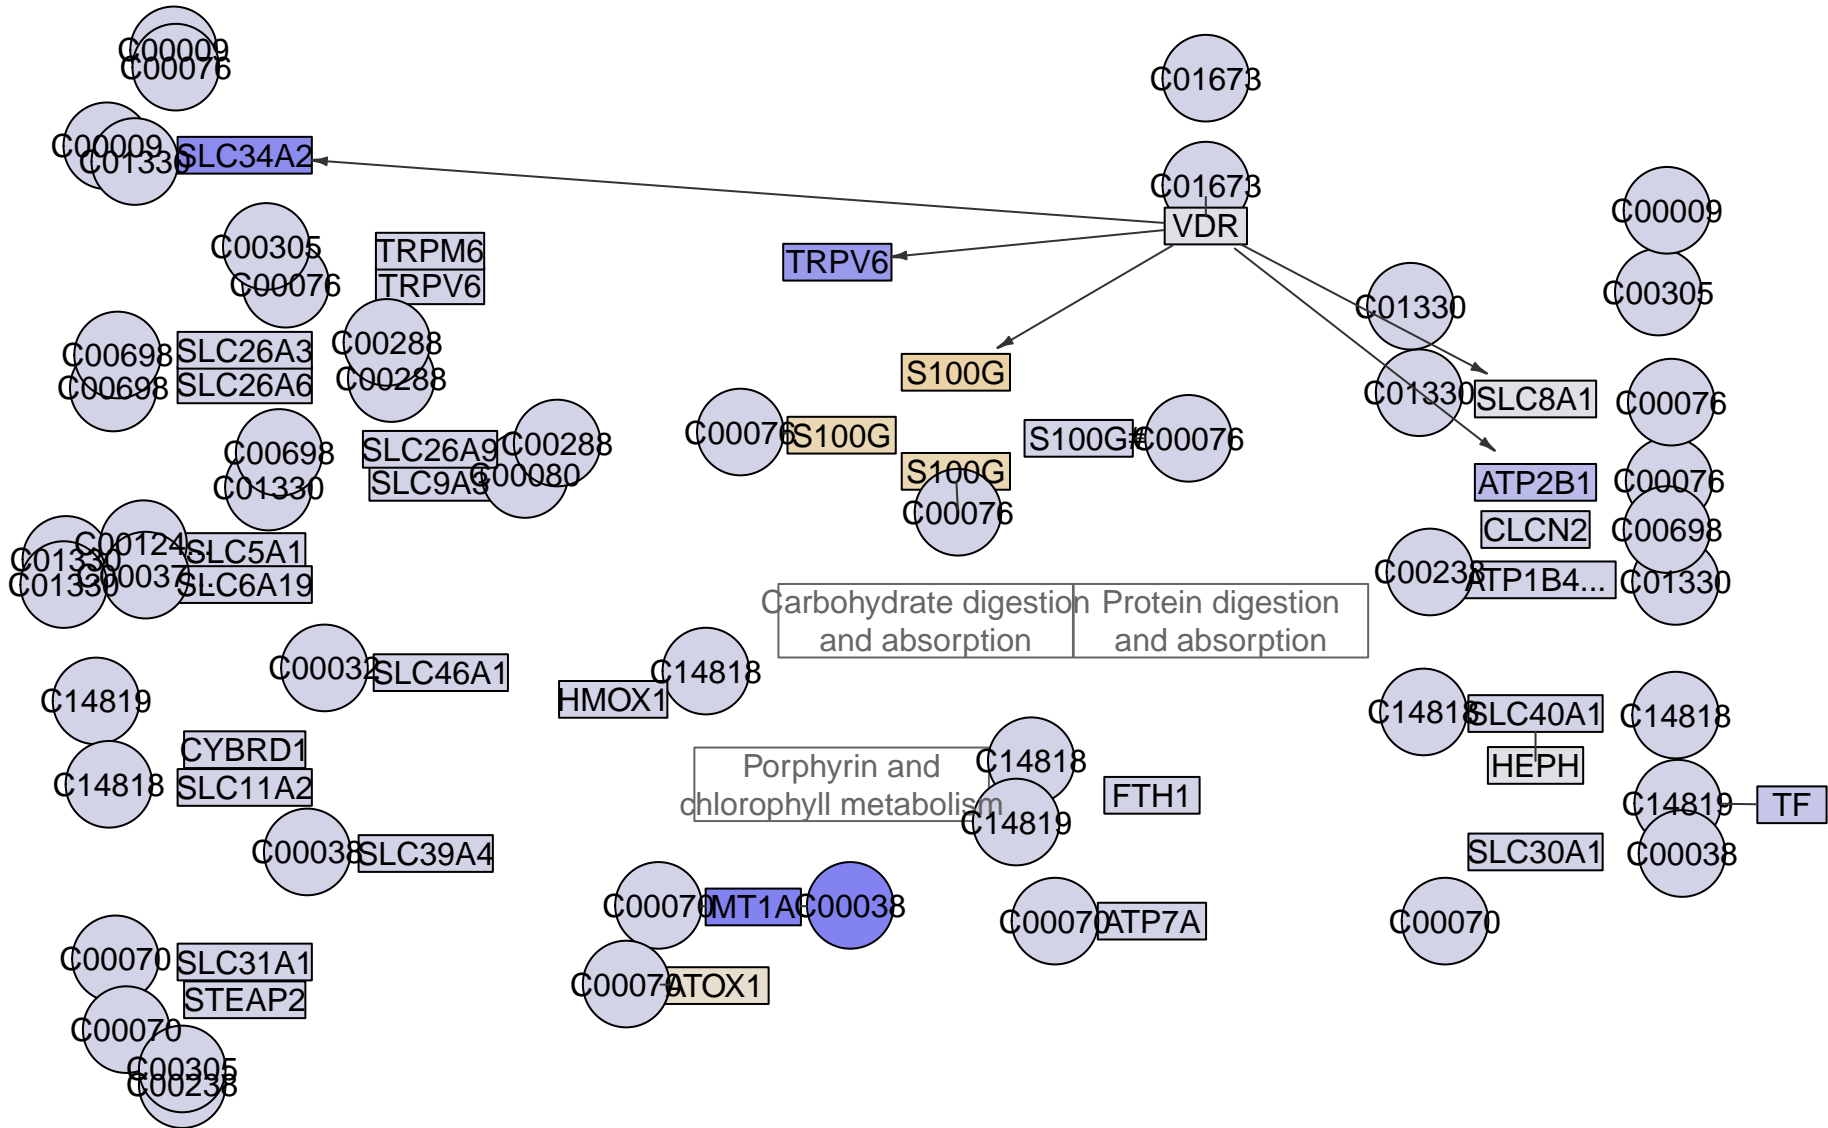 C00009
C00076
C01673
C00009
C01330
SLC34A2
C01673
VDR
C00009
C00305
C00076
TRPM6
TRPV6
TRPV6
C01330
C00305
C00698
C00698
SLC26A3
SLC26A6
C00288
C00288
S100G
C01330
SLC8A1
C00076
C00698
C01330
SLC26A9
SLC9A3
C00288
C00080
C00076
S100G
S100G
C00076
S100G#
C00076
ATP2B1
C00076
CLCN2
C00698
C01330
C01330
C00124...
C00037...
SLC5A1
SLC6A19
C00238
ATP1B4...
C01330
Carbohydrate digestion
and absorption
Protein digestion
and absorption
C00032
SLC46A1
HMOX1
C14818
C14819
C14818
CYBRD1
SLC11A2
Porphyrin and
chlorophyll metabolism
C14818
C14819
FTH1
C14818
SLC40A1
HEPH
C14818
C14819
TF
C00038
SLC39A4
SLC30A1
C00038
C00070
MT1A
C00038
C00070
ATP7A
C00070
C00070
SLC31A1
STEAP2
C00070
ATOX1
C00070
C00305
C00238